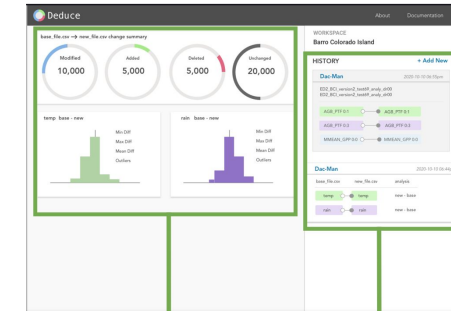 Deduce
About Documentation
base_file.csv → new_file.csv change summary
Modified
10,000
Added
5,000
Deleted
5,000
Unchanged
20,000
temp base - new
Min Diff
Max Diff
Mean Diff
Outliers
rain base - new
Min Diff
Max Diff
Mean Diff
Outliers
WORKSPACE
Barro Colorado Island
HISTORY + Add New
Dac-Man
AGB_PTF 0:1 AGB_PTF 0:1
AGB_PTF 0:3 AGB_PTF 0:3
MMEAN_GPP 0:0 MMEAN_GPP 0:0
Dac-Man
base_file.csv new_file.csv analysis
temp temp new - base
rain rain new - base